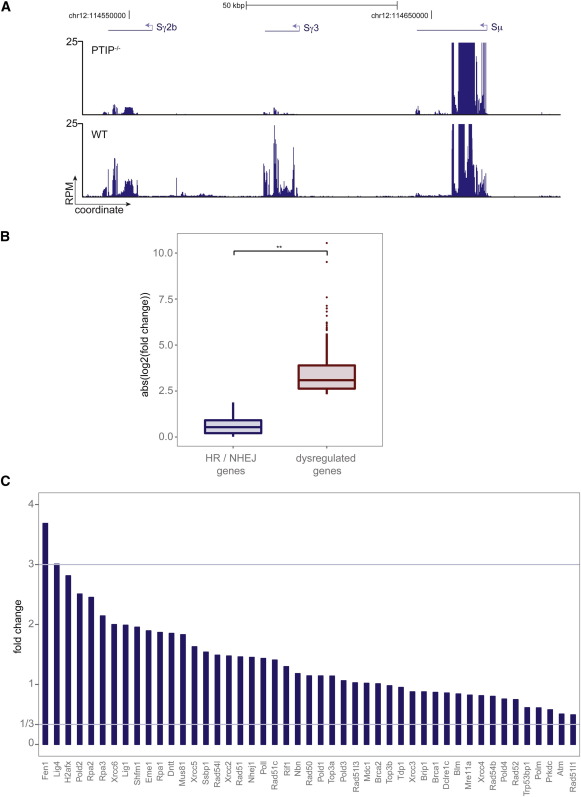 A
50 kbp
chr12:114550000
chr12:114650000
Sγ2b
Sγ3
Sμ
25
PTIP-/-
25
WT
RPM
coordinate
B
**
10.0
7.5
5.0
2.5
0.0
abs(log2(fold change))
HR / NHEJ
genes
dysregulated
genes
C
4
3
2
1
1/3
0
fold change
Fen1
Lig4
H2afx
Pold2
Rpa2
Rpa3
Xrcc6
Lig1
Shfm1
Eme1
Rpa1
Dntt
Mus81
Xrcc5
Ssbp1
Rad54l
Xrcc2
Rad51
Nhej1
Poll
Rad51c
Rif1
Nbn
Rad50
Pold1
Top3a
Pold3
Rad51l3
Mdc1
Brca2
Top3b
Tdp1
Xrcc3
Brip1
Brca1
Dclre1c
Blm
Mre11a
Xrcc4
Rad54b
Pold4
Rad52
Trp53bp1
Polm
Prkdc
Atm
Rad51l1